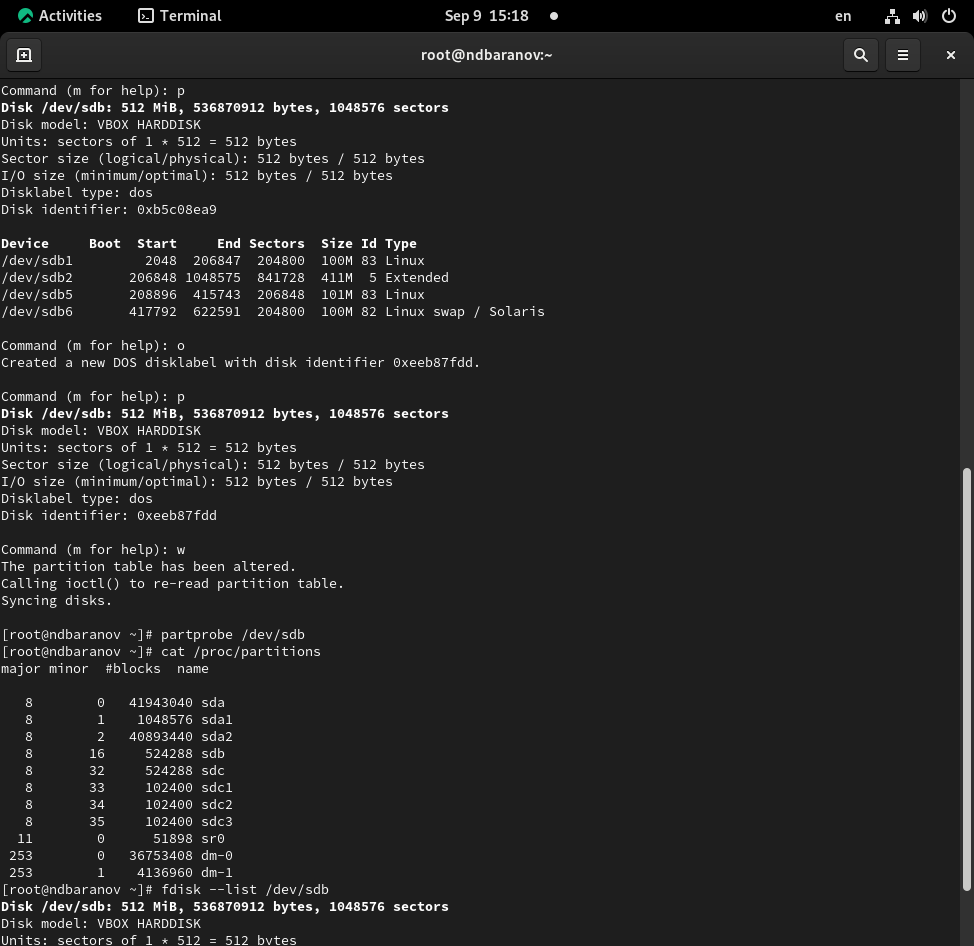 Activities Terminal Sep 9 15:18 en
root@ndbaranov:~
Command (m for help): p
Disk /dev/sdb: 512 MiB, 536870912 bytes, 1048576 sectors
Disk model: VBOX HARDDISK
Units: sectors of 1 * 512 = 512 bytes
Sector size (logical/physical): 512 bytes / 512 bytes
I/O size (minimum/optimal): 512 bytes / 512 bytes
Disklabel type: dos
Disk identifier: 0xb5c08ea9
Device     Boot  Start     End Sectors  Size Id Type
/dev/sdb1         2048  206847  204800  100M 83 Linux
/dev/sdb2       206848 1048575  841728  411M  5 Extended
/dev/sdb5       208896  415743  206848  101M 83 Linux
/dev/sdb6       417792  622591  204800  100M 82 Linux swap / Solaris
Command (m for help): o
Created a new DOS disklabel with disk identifier 0xeeb87fdd.
Command (m for help): p
Disk /dev/sdb: 512 MiB, 536870912 bytes, 1048576 sectors
Disk model: VBOX HARDDISK
Units: sectors of 1 * 512 = 512 bytes
Sector size (logical/physical): 512 bytes / 512 bytes
I/O size (minimum/optimal): 512 bytes / 512 bytes
Disklabel type: dos
Disk identifier: 0xeeb87fdd
Command (m for help): w
The partition table has been altered.
Calling ioctl() to re-read partition table.
Syncing disks.
[root@ndbaranov ~]# partprobe /dev/sdb
[root@ndbaranov ~]# cat /proc/partitions
major minor  #blocks  name
   8        0   41943040 sda
   8        1    1048576 sda1
   8        2   40893440 sda2
   8       16     524288 sdb
   8       32     524288 sdc
   8       33     102400 sdc1
   8       34     102400 sdc2
   8       35     102400 sdc3
  11        0      51898 sr0
 253        0   36753408 dm-0
 253        1    4136960 dm-1
[root@ndbaranov ~]# fdisk --list /dev/sdb
Disk /dev/sdb: 512 MiB, 536870912 bytes, 1048576 sectors
Disk model: VBOX HARDDISK
Units: sectors of 1 * 512 = 512 bytes